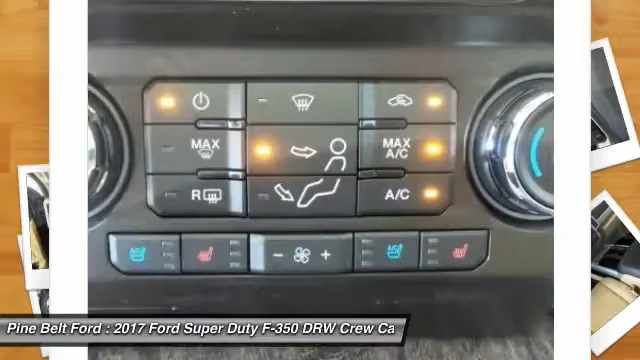 MAX
MAX
A/C
R
A/C
A/C
A/C
- +
Pine Belt Ford : 2017 Ford Super Duty F-350 DRW Crew Ca